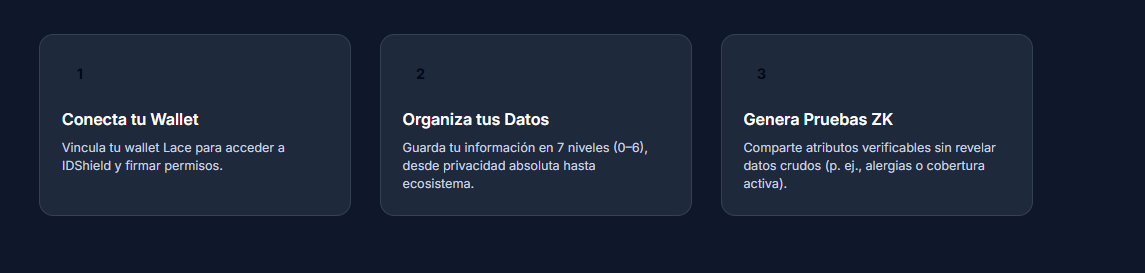 1
Conecta tu Wallet
Vincula tu wallet Lace para acceder a
IDShield y firmar permisos.
2
Organiza tus Datos
Guarda tu información en 7 niveles (0–6),
desde privacidad absoluta hasta
ecosistema.
3
Genera Pruebas ZK
Comparte atributos verificables sin revelar
datos crudos (p. ej., alergias o cobertura
activa).